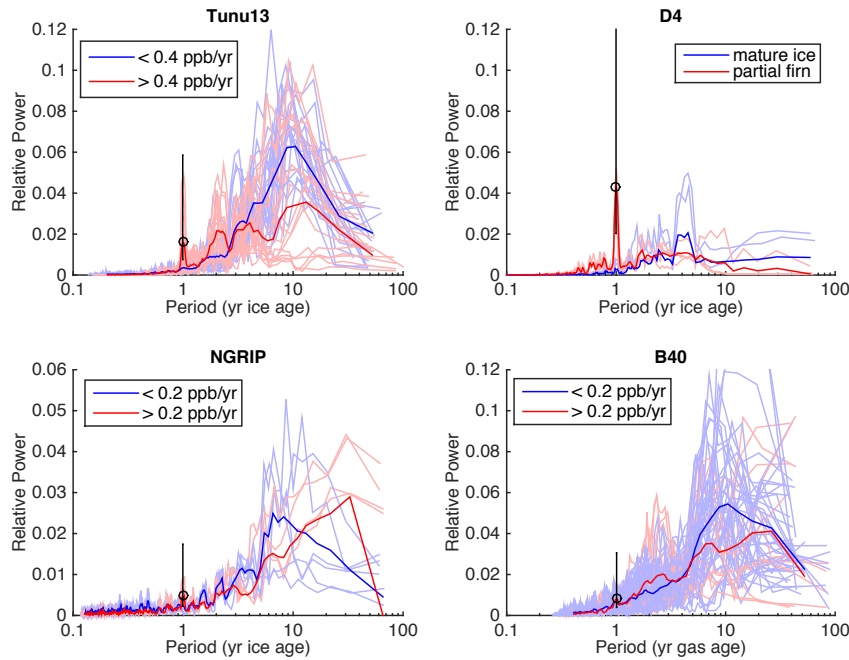 Tunu13
0.12
0.1
0.08
0.06
0.04
0.02
0
Relative Power
< 0.4 ppb/yr
> 0.4 ppb/yr
0.1 1 10 100
Period (yr ice age)
D4
0.12
0.1
0.08
0.06
0.04
0.02
0
Relative Power
mature ice
partial firn
0.1 1 10 100
Period (yr ice age)
NGRIP
0.06
0.05
0.04
0.03
0.02
0.01
0
Relative Power
< 0.2 ppb/yr
> 0.2 ppb/yr
0.1 1 10 100
Period (yr ice age)
B40
0.12
0.1
0.08
0.06
0.04
0.02
0
Relative Power
< 0.2 ppb/yr
> 0.2 ppb/yr
0.1 1 10 100
Period (yr gas age)